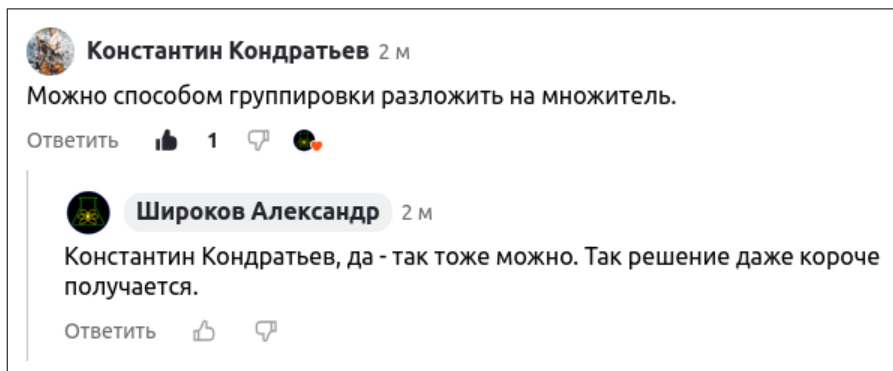 Константин Кондратьев 2 м
Можно способом группировки разложить на множитель.
Ответить 1
Широков Александр 2 м
Константин Кондратьев, да - так тоже можно. Так решение даже короче
получается.
Ответить